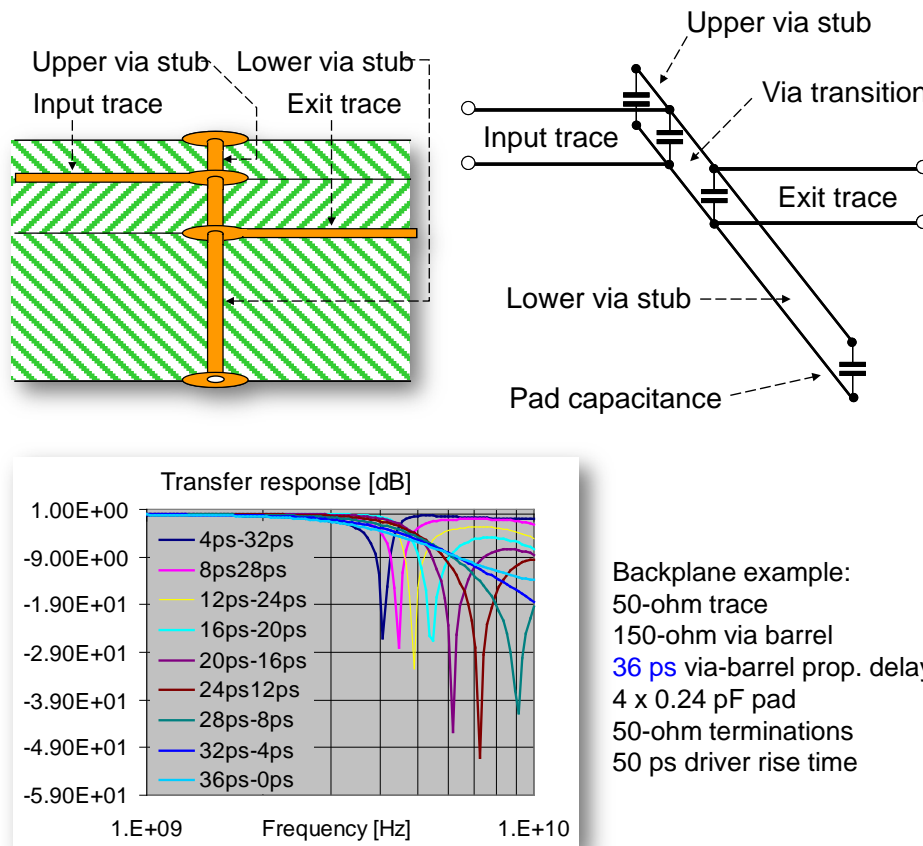 Upper via stub
Lower via stub
Input trace
Exit trace
Upper via stub
Via transition
Input trace
Exit trace
Lower via stub
Pad capacitance
Transfer response [dB]
1.00E+00
-9.00E+00
-1.90E+01
-2.90E+01
-3.90E+01
-4.90E+01
-5.90E+01
4ps-32ps
8ps28ps
12ps-24ps
16ps-20ps
20ps-16ps
24ps12ps
28ps-8ps
32ps-4ps
36ps-0ps
1.E+09
Frequency [Hz]
1.E+10
Backplane example:
50-ohm trace
150-ohm via barrel
36 ps via-barrel prop. delay
4 x 0.24 pF pad
50-ohm terminations
50 ps driver rise time